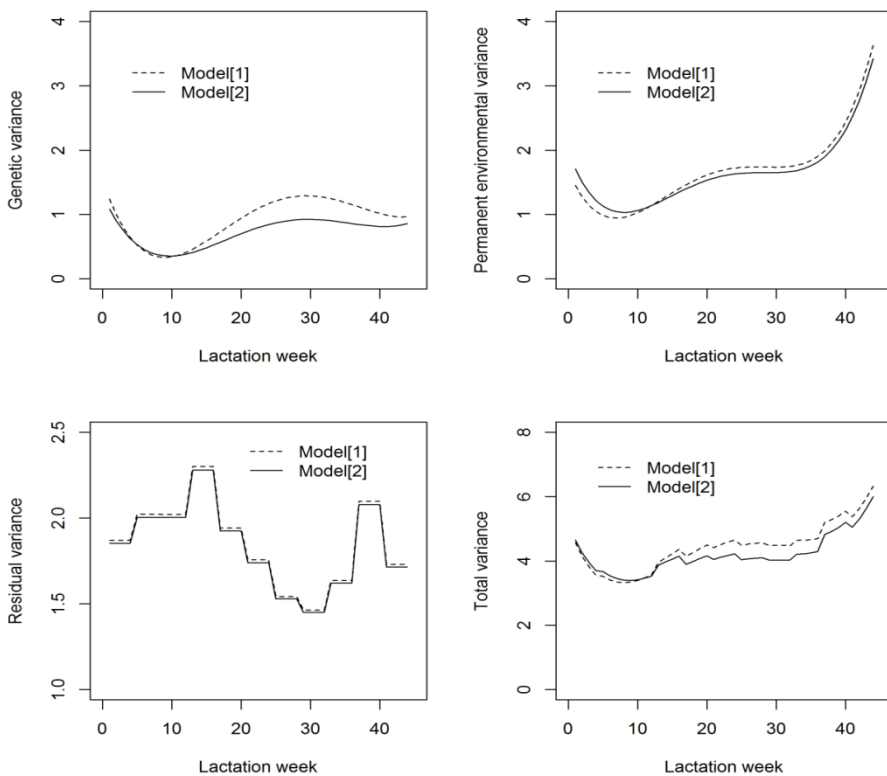 Genetic variance
4
3
2
1
0
Model[1]
Model[2]
0 10 20 30 40
Lactation week
Permanent environmental variance
4
3
2
1
0
Model[1]
Model[2]
0 10 20 30 40
Lactation week
Residual variance
2.5
2.0
1.5
1.0
Model[1]
Model[2]
0 10 20 30 40
Lactation week
Total variance
8
6
4
2
0
Model[1]
Model[2]
0 10 20 30 40
Lactation week